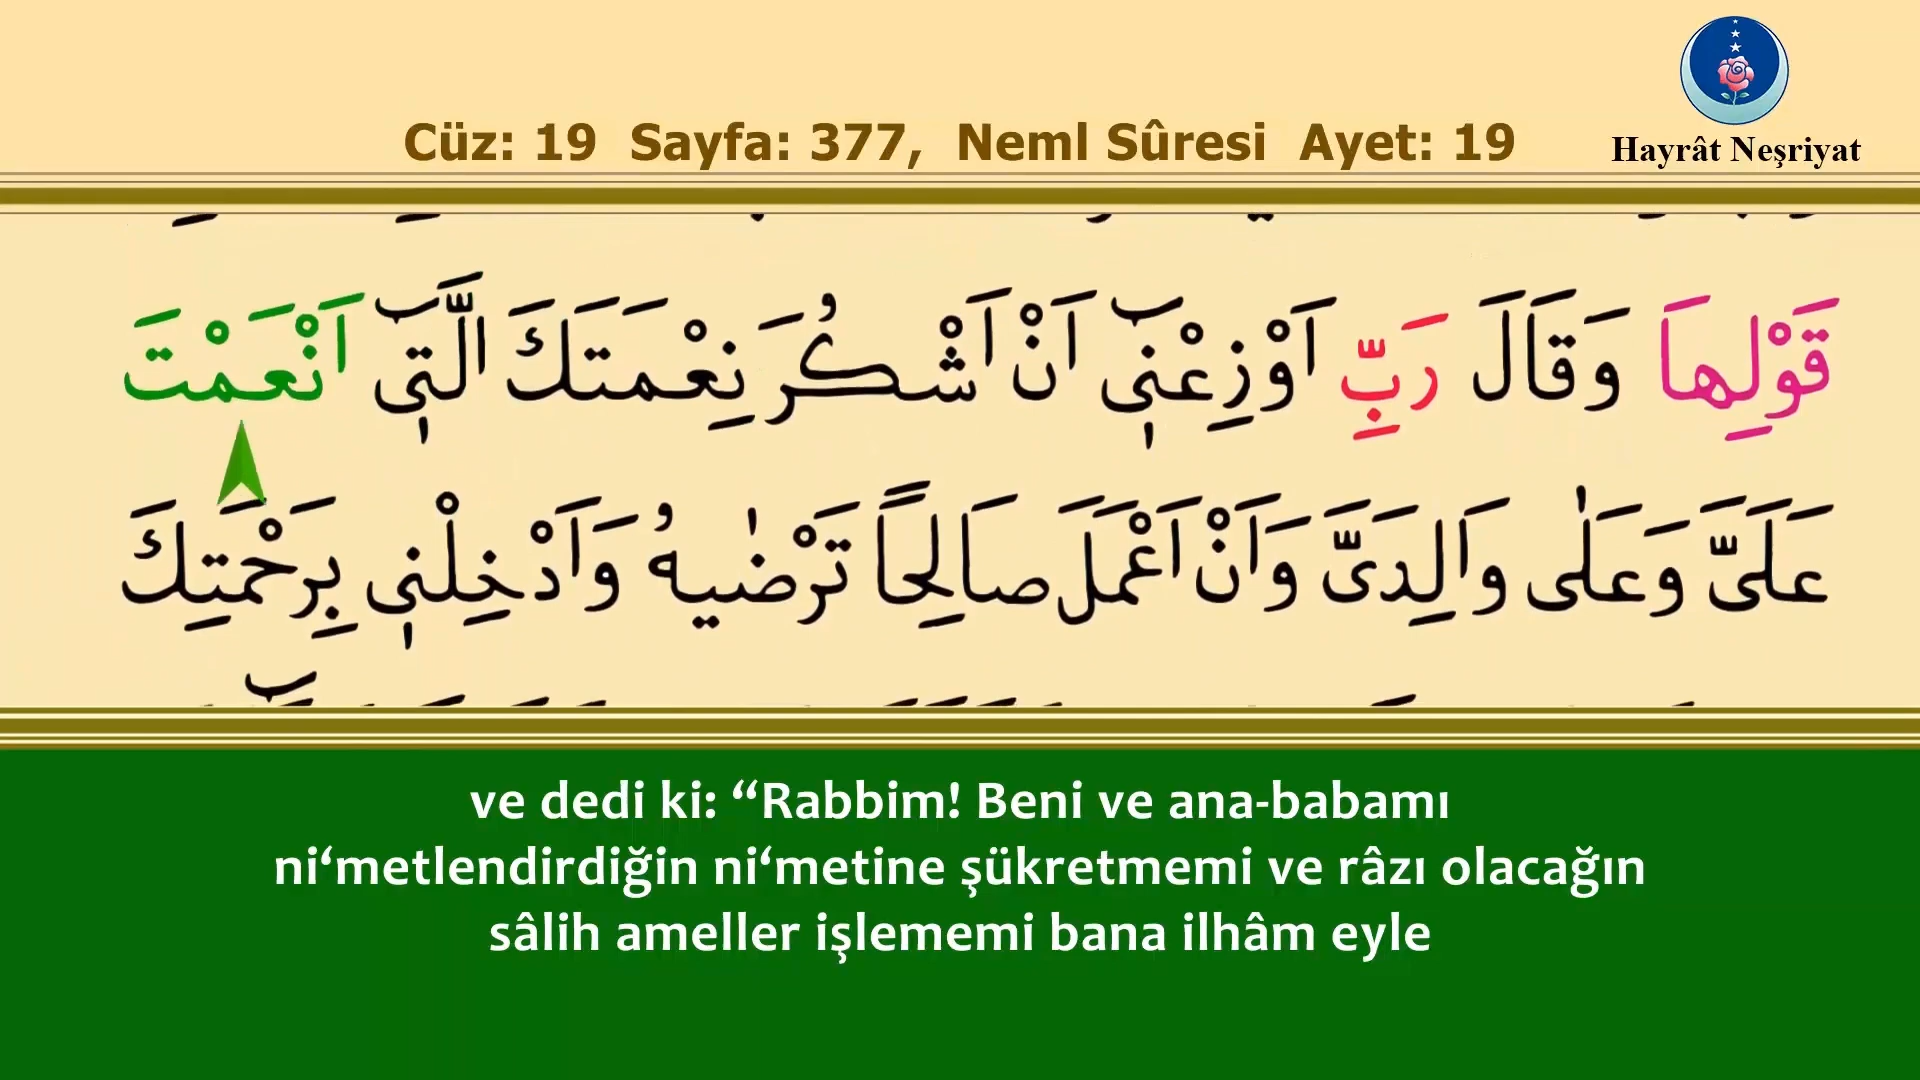 Cüz: 19 Sayfa: 377, Neml Sûresi Ayet: 19
Hayrât Neşriyat
قَوْلِهَا وَقَالَ رَبِّ اَوْزِعْنٖٓي اَنْ اَشْكُرَ نِعْمَتَكَ الَّتٖٓي اَنْعَمْتَ
عَلَىَّ وَعَلٰى وَالِدَىَّ وَاَنْ اَعْمَلَ صَالِحًا تَرْضٰيهُ وَاَدْخِلْنٖي بِرَحْمَتِكَ
ve dedi ki: “Rabbim! Beni ve ana-babamı
ni‘metlendirdiğin ni‘metine şükretmemi ve râzı olacağın
sâlih ameller işlememi bana ilhâm eyle